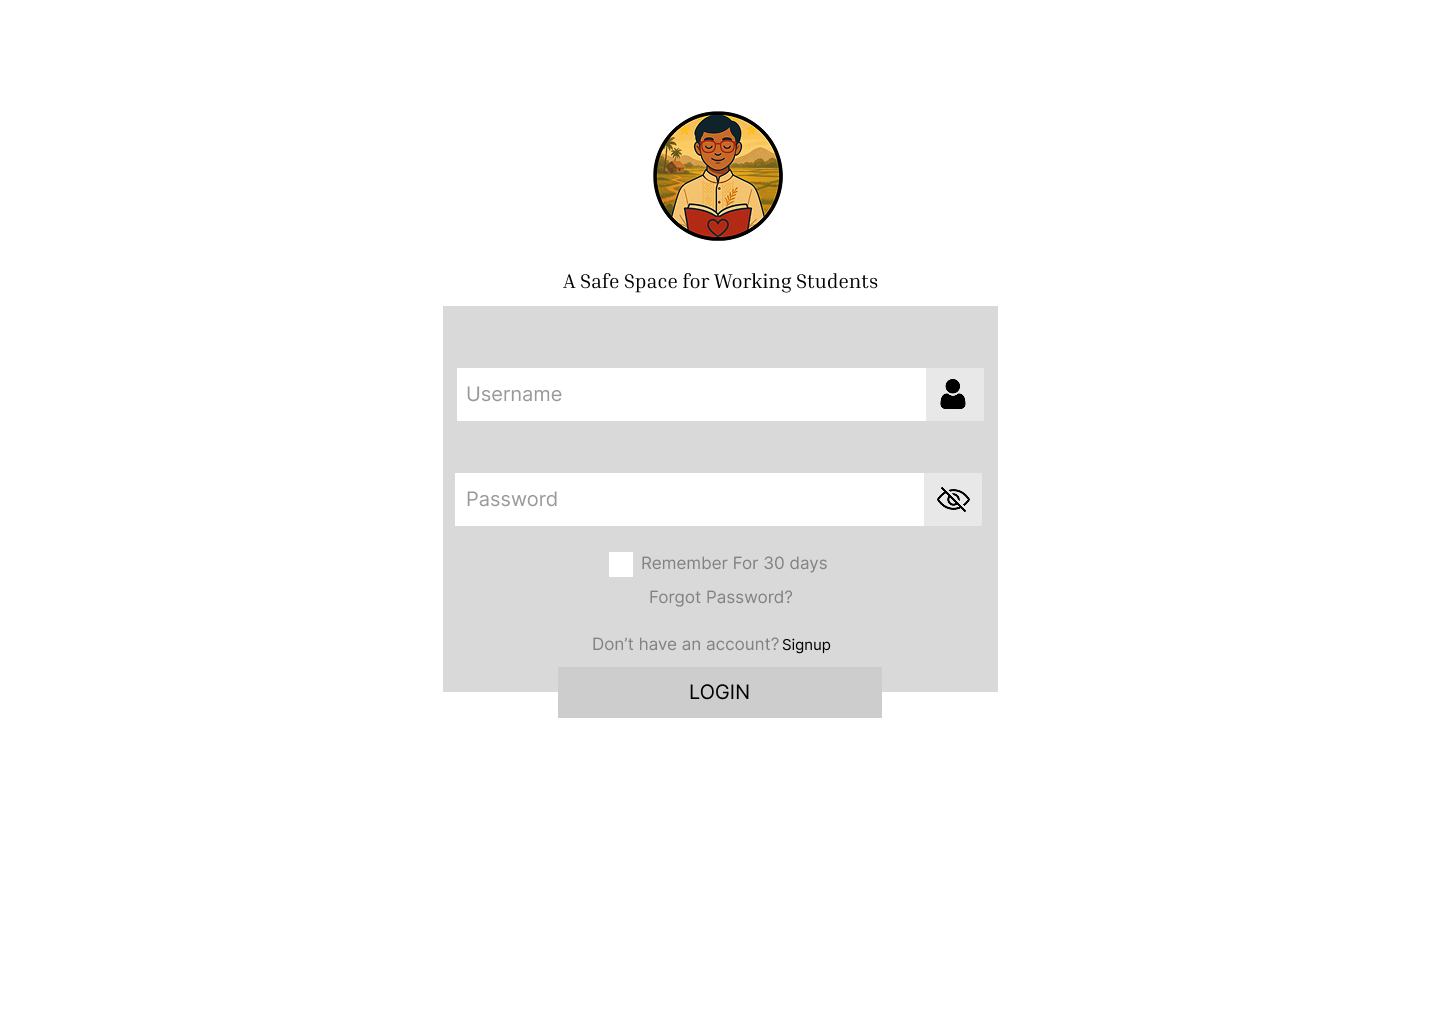 A Safe Space for Working Students
Username
Password
Remember For 30 days
Forgot Password?
Don’t have an account? Signup
LOGIN